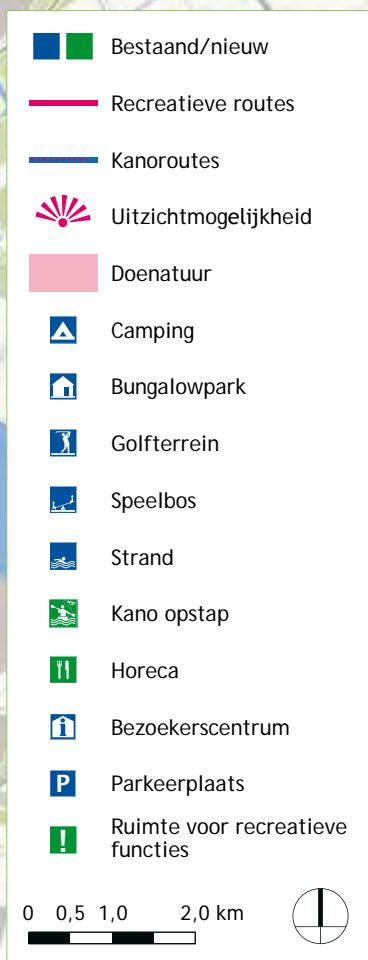 Bestaand/nieuw
Recreatieve routes
Kanoroutes
Uitzichtmogelijkheid
Doenatuur
Camping
Bungalowpark
Golfterrein
Speelbos
Strand
Kano opstap
Horeca
Bezoekerscentrum
P Parkeerplaats
! Ruimte voor recreatieve
functies
0 0,5 1,0 2,0 km